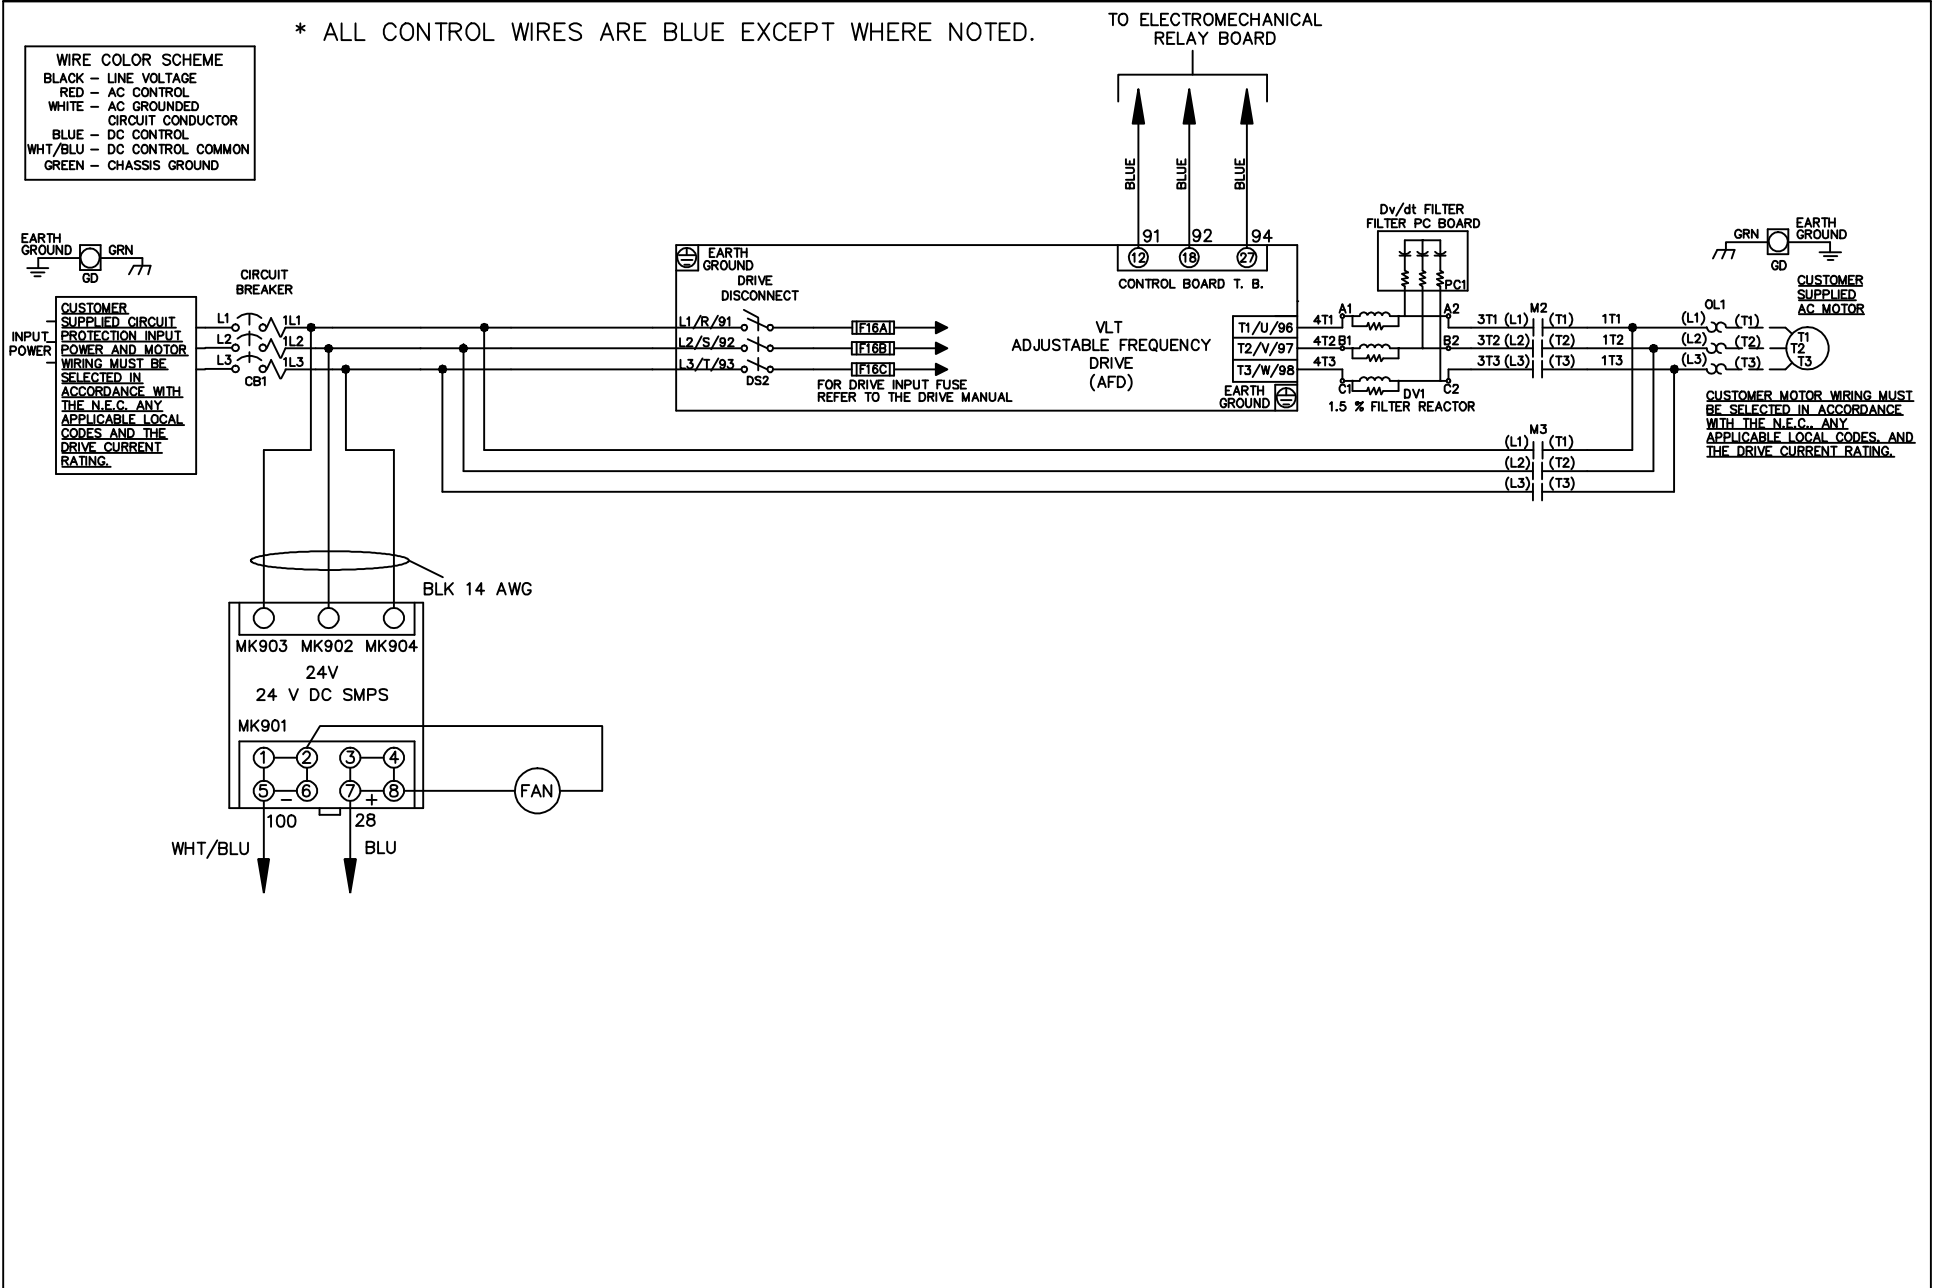 * ALL CONTROL WIRES ARE BLUE EXCEPT WHERE NOTED.
WIRE COLOR SCHEME
BLACK – LINE VOLTAGE
RED – AC CONTROL
WHITE – AC GROUNDED
CIRCUIT CONDUCTOR
BLUE – DC CONTROL
WHT/BLU – DC CONTROL COMMON
GREEN – CHASSIS GROUND
TO ELECTROMECHANICAL
RELAY BOARD
BLUE
BLUE
BLUE
91 92 94
12 18 27
CONTROL BOARD T. B.
EARTH
GROUND
GRN
GD
INPUT
POWER
CUSTOMER
SUPPLIED CIRCUIT
PROTECTION INPUT
POWER AND MOTOR
WIRING MUST BE
SELECTED IN
ACCORDANCE WITH
THE N.E.C. ANY
APPLICABLE LOCAL
CODES AND THE
DRIVE CURRENT
RATING.
CIRCUIT
BREAKER
L1 1L1
L2 1L2
L3 1L3
CB1
EARTH
GROUND
DRIVE
DISCONNECT
L1/R/91
L2/S/92
L3/T/93
DS2
F16A
F16B
F16C
FOR DRIVE INPUT FUSE
REFER TO THE DRIVE MANUAL
VLT
ADJUSTABLE FREQUENCY
DRIVE
(AFD)
T1/U/96
T2/V/97
T3/W/98
EARTH
GROUND
Dv/dt FILTER
FILTER PC BOARD
PC1
4T1 A1 A2
4T2 B1 B2
4T3
C1 C2
DV1
1.5 % FILTER REACTOR
M2
3T1 (L1) (T1) 1T1
3T2 (L2) (T2) 1T2
3T3 (L3) (T3) 1T3
M3
(L1) (T1)
(L2) (T2)
(L3) (T3)
OL1
(L1) (T1)
(L2) (T2)
(L3) (T3)
T1
T2
T3
GRN
EARTH
GROUND
GD
CUSTOMER
SUPPLIED
AC MOTOR
CUSTOMER MOTOR WIRING MUST
BE SELECTED IN ACCORDANCE
WITH THE N.E.C., ANY
APPLICABLE LOCAL CODES, AND
THE DRIVE CURRENT RATING.
BLK 14 AWG
MK903 MK902 MK904
24V
24 V DC SMPS
MK901
1 2 3 4
5 – 6 7 + 8
FAN
100 28
WHT/BLU BLU